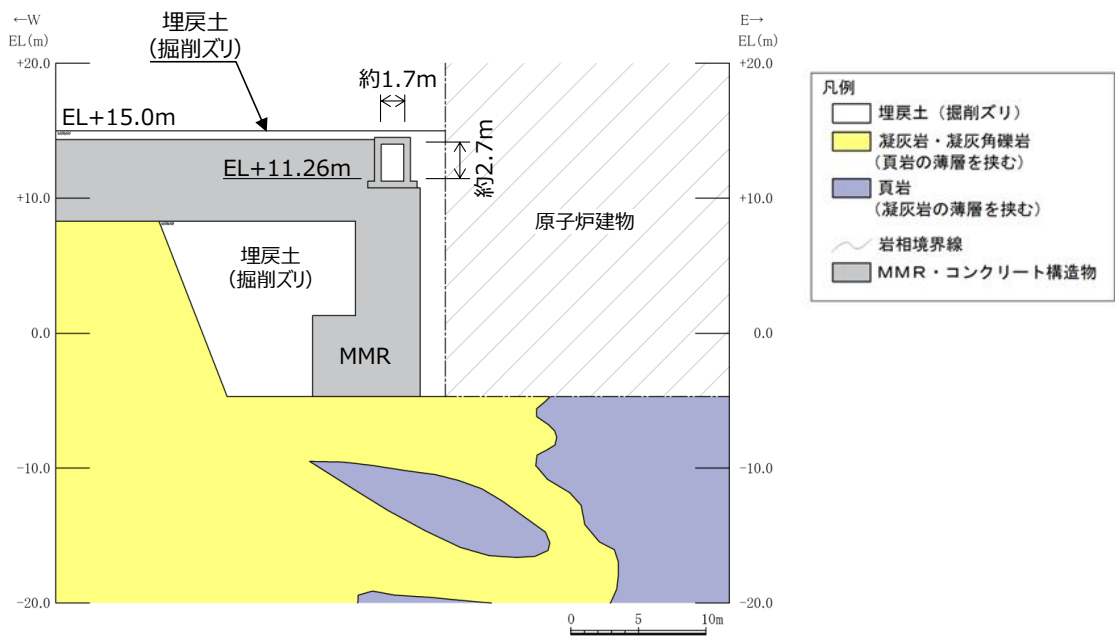 ←W
EL(m)
埋戻土
(掘削ズリ)
E→
EL(m)
+20.0
+20.0
約1.7m
EL+15.0m
約2.7m
EL+11.26m
+10.0
+10.0
原子炉建物
埋戻土
(掘削ズリ)
0.0
0.0
MMR
-10.0
-10.0
-20.0
-20.0
0 5 10m
凡例
埋戻土（掘削ズリ）
凝灰岩・凝灰角礫岩
(頁岩の薄層を挟む)
頁岩
(凝灰岩の薄層を挟む)
岩相境界線
MMR・コンクリート構造物